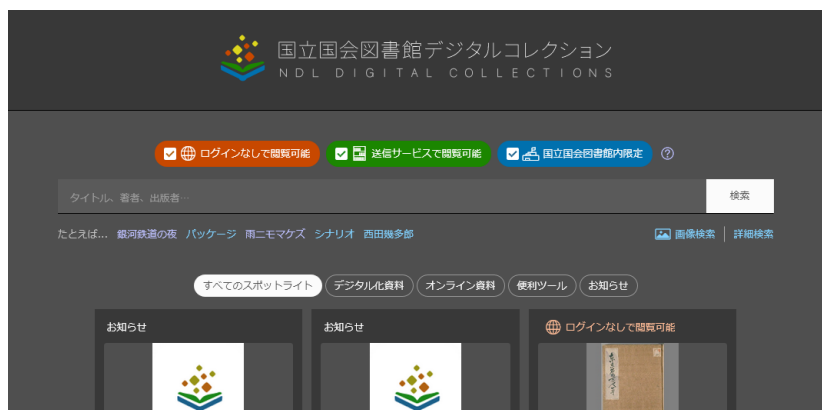 国立国会図書館デジタルコレクション
NDL DIGITAL COLLECTIONS
ログインなしで閲覧可能 送信サービスで閲覧可能 国立国会図書館内限定 ?
タイトル、著者、出版者… 検索
たとえば... 銀河鉄道の夜 パッケージ 雨ニモマケズ シナリオ 西田幾多郎 画像検索 詳細検索
すべてのスポットライト デジタル化資料 オンライン資料 便利ツール お知らせ
お知らせ お知らせ ログインなしで閲覧可能